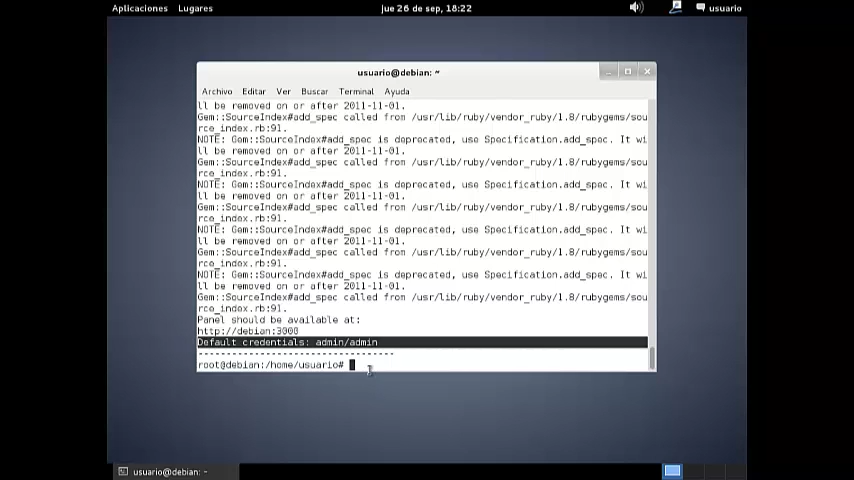 Aplicaciones Lugares jue 26 de sep, 18:22 usuario
usuario@debian: ~
Archivo Editar Ver Buscar Terminal Ayuda
ll be removed on or after 2011-11-01.
Gem::SourceIndex#add_spec called from /usr/lib/ruby/vendor_ruby/1.8/rubygems/sou
rce_index.rb:91.
NOTE: Gem::SourceIndex#add_spec is deprecated, use Specification.add_spec. It wi
ll be removed on or after 2011-11-01.
Gem::SourceIndex#add_spec called from /usr/lib/ruby/vendor_ruby/1.8/rubygems/sou
rce_index.rb:91.
NOTE: Gem::SourceIndex#add_spec is deprecated, use Specification.add_spec. It wi
ll be removed on or after 2011-11-01.
Gem::SourceIndex#add_spec called from /usr/lib/ruby/vendor_ruby/1.8/rubygems/sou
rce_index.rb:91.
NOTE: Gem::SourceIndex#add_spec is deprecated, use Specification.add_spec. It wi
ll be removed on or after 2011-11-01.
Gem::SourceIndex#add_spec called from /usr/lib/ruby/vendor_ruby/1.8/rubygems/sou
rce_index.rb:91.
NOTE: Gem::SourceIndex#add_spec is deprecated, use Specification.add_spec. It wi
ll be removed on or after 2011-11-01.
Gem::SourceIndex#add_spec called from /usr/lib/ruby/vendor_ruby/1.8/rubygems/sou
rce_index.rb:91.
Panel should be available at:
http://debian:3000
Default credentials: admin/admin
-----------------------------------
root@debian:/home/usuario#
usuario@debian: ~